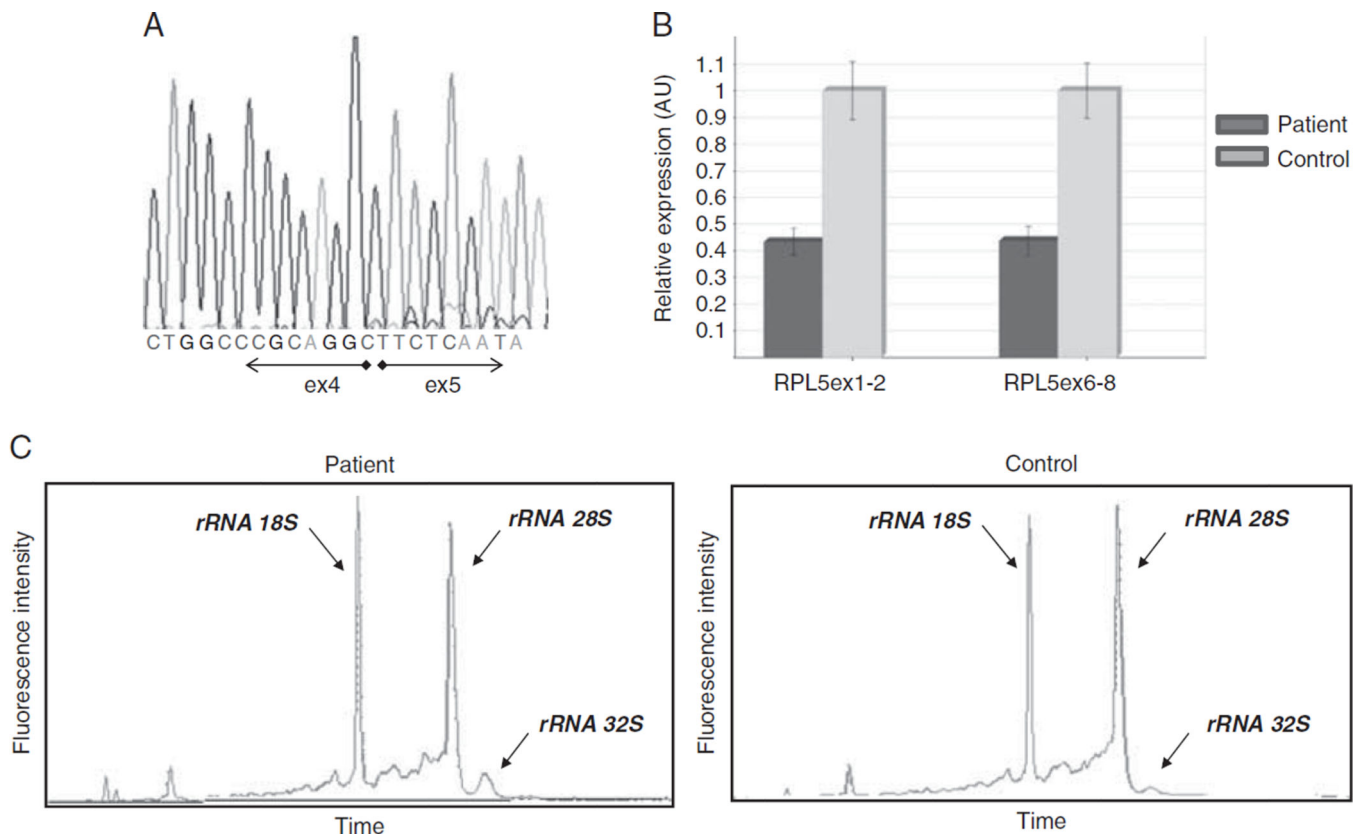 A
CTGGCCCGCAGGCTTCTCAATA
ex4
ex5
B
Relative expression (AU)
1.1
1
0.9
0.8
0.7
0.6
0.5
0.4
0.3
0.2
0.1
RPL5ex1-2
RPL5ex6-8
Patient
Control
C
Patient
Fluorescence intensity
rRNA 18S
rRNA 28S
rRNA 32S
Time
Control
Fluorescence intensity
rRNA 18S
rRNA 28S
rRNA 32S
Time